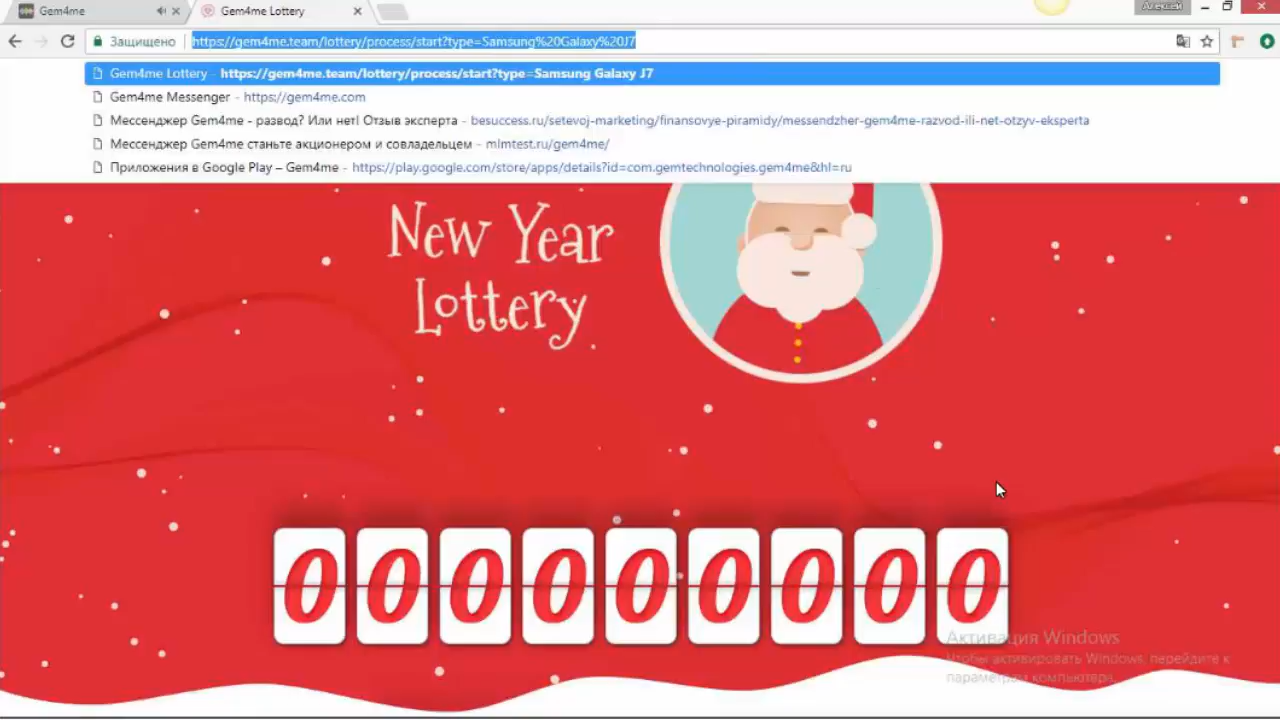 Gem4me
Gem4me Lottery
Алексей
Защищено
https://gem4me.team/lottery/process/start?type=Samsung%20Galaxy%20J7
Gem4me Lottery - https://gem4me.team/lottery/process/start?type=Samsung Galaxy J7
Gem4me Messenger - https://gem4me.com
Мессенджер Gem4me - развод? Или нет! Отзыв эксперта - besuccess.ru/setevoj-marketing/finansovye-piramidy/messendzher-gem4me-razvod-ili-net-otzyv-eksperta
Мессенджер Gem4me станьте акционером и совладельцем - mlmtest.ru/gem4me/
Приложения в Google Play – Gem4me - https://play.google.com/store/apps/details?id=com.gemtechnologies.gem4me&hl=ru
New Year
Lottery
0 0 0 0 0 0 0 0 0
Активация Windows
Чтобы активировать Windows, перейдите к
параметрам компьютера.